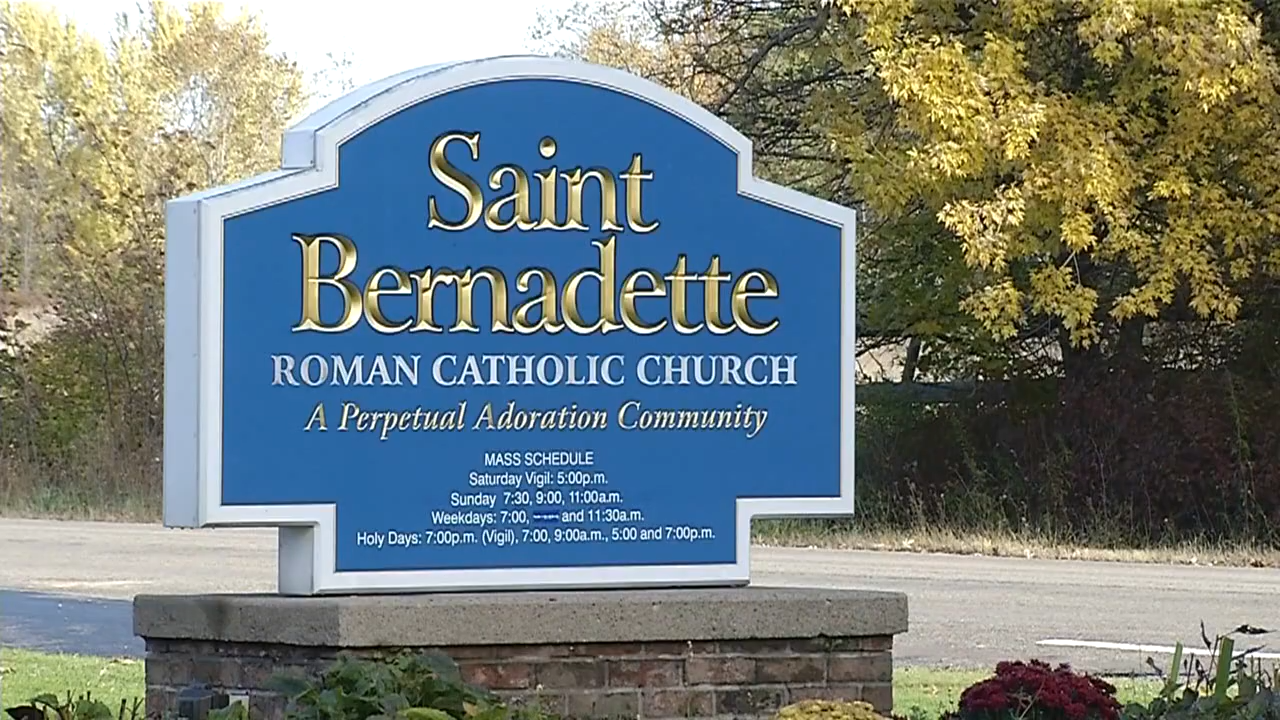 Saint
Bernadette
ROMAN CATHOLIC CHURCH
A Perpetual Adoration Community
MASS SCHEDULE
Saturday Vigil: 5:00p.m.
Sunday 7:30, 9:00, 11:00a.m.
Weekdays: 7:00, and 11:30a.m.
Holy Days: 7:00p.m. (Vigil), 7:00, 9:00a.m., 5:00 and 7:00p.m.